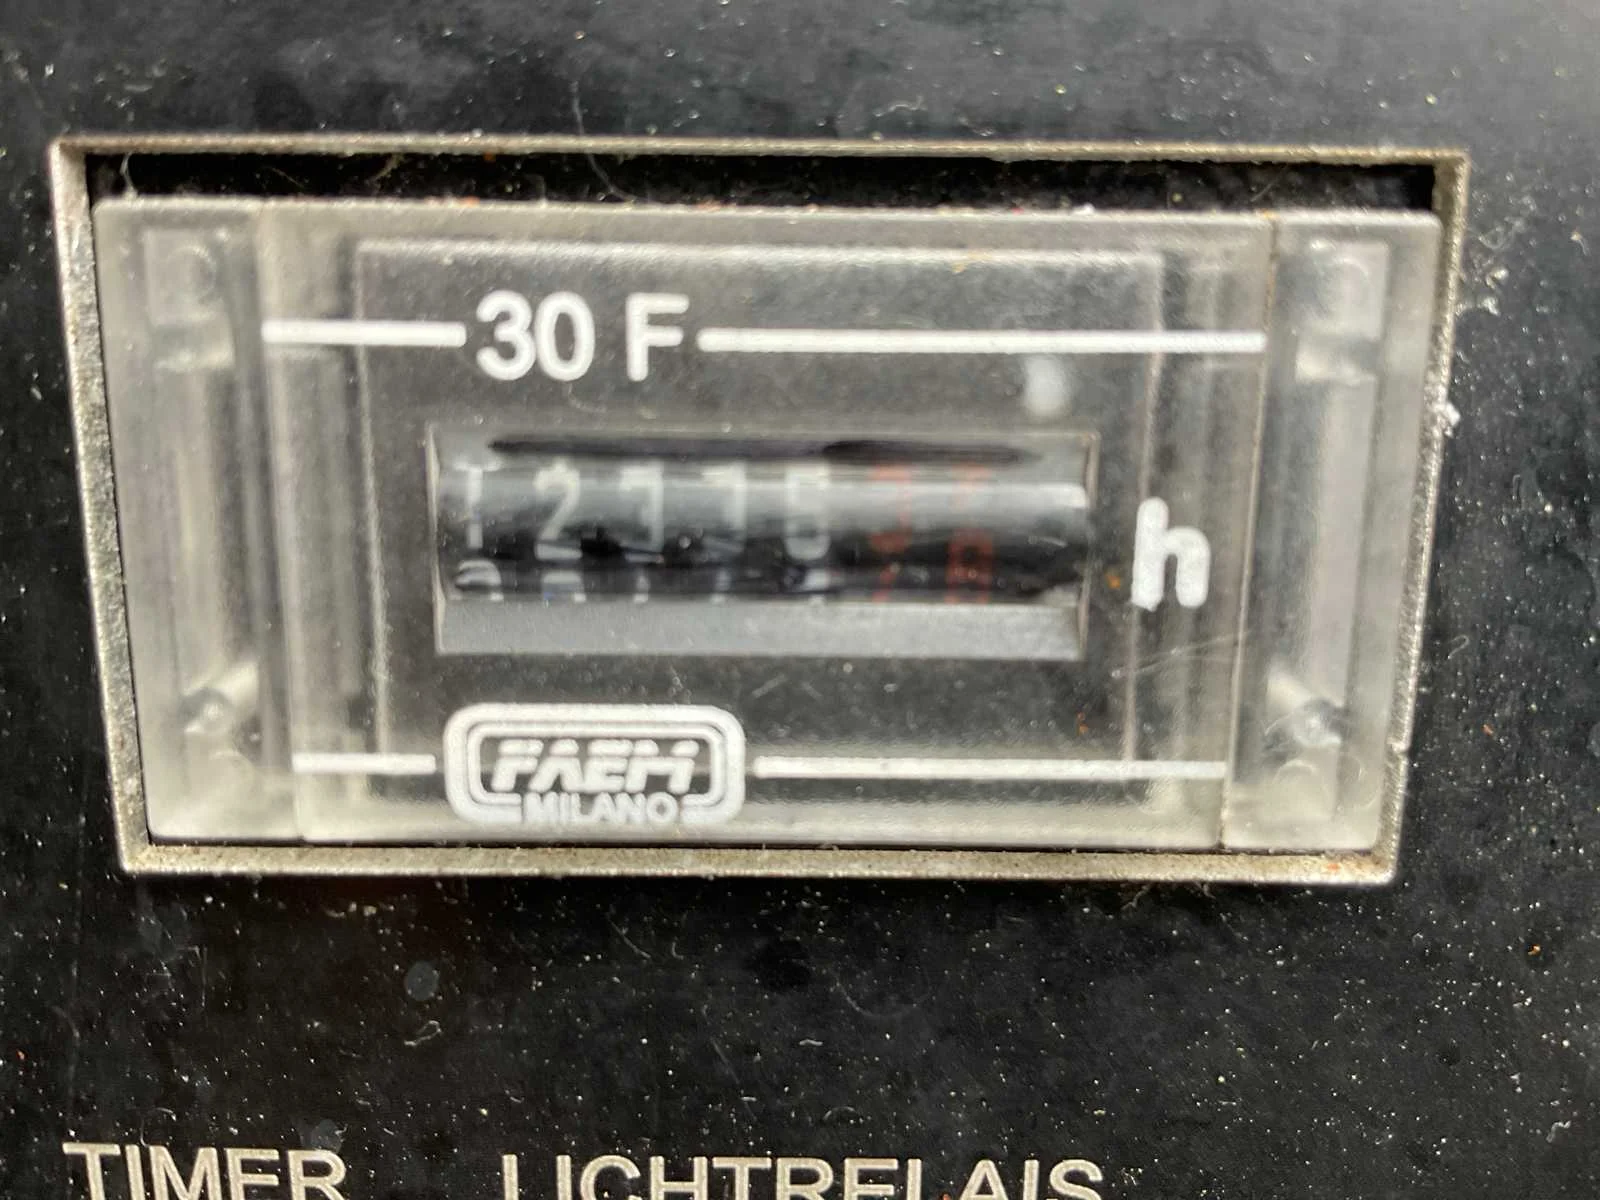 30 F
h
FAEM
MILANO
TIMER LICHTRELAIS